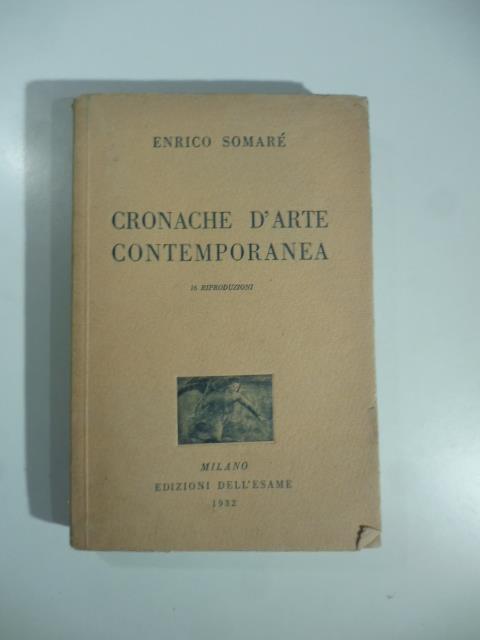 ENRICO SOMARÉ
CRONACHE D'ARTE
CONTEMPORANEA
16 RIPRODUZIONI
MILANO
EDIZIONI DELL'ESAME
1932